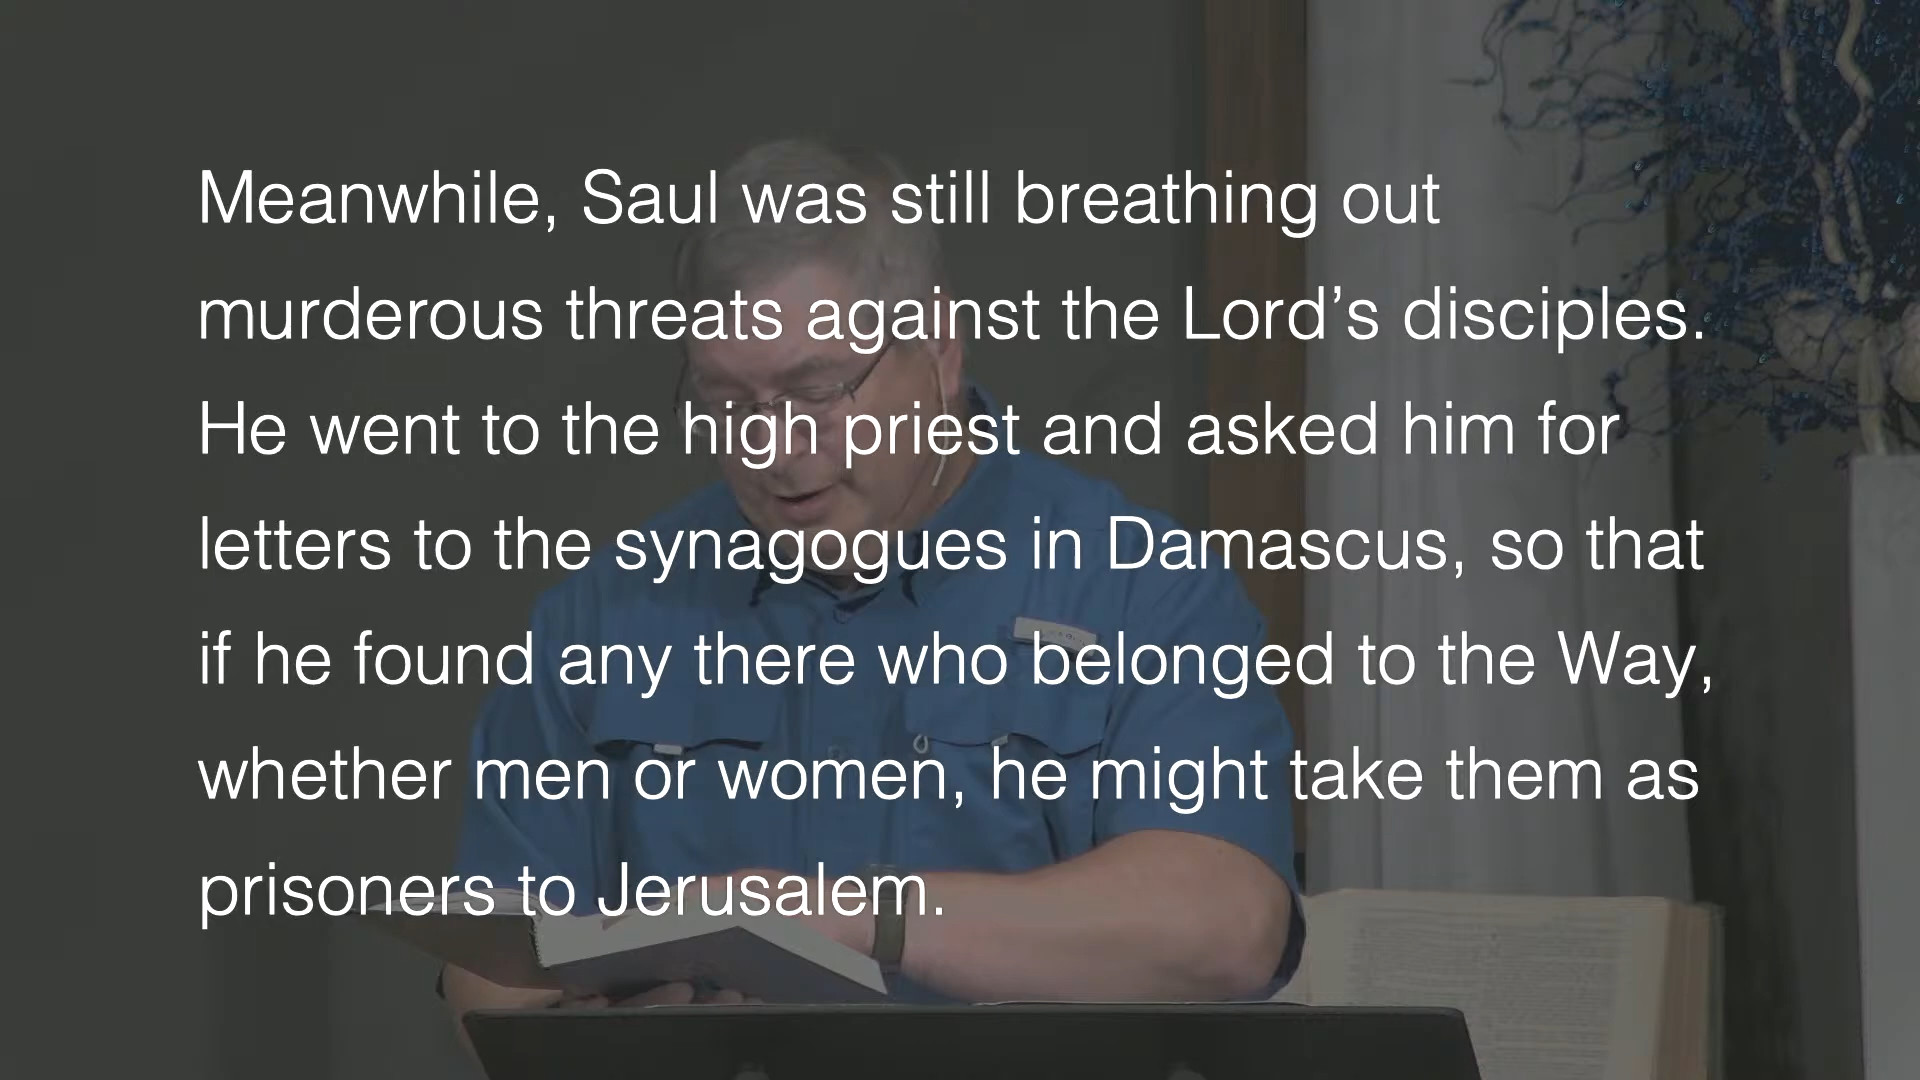 Meanwhile, Saul was still breathing out
murderous threats against the Lord’s disciples.
He went to the high priest and asked him for
letters to the synagogues in Damascus, so that
if he found any there who belonged to the Way,
whether men or women, he might take them as
prisoners to Jerusalem.